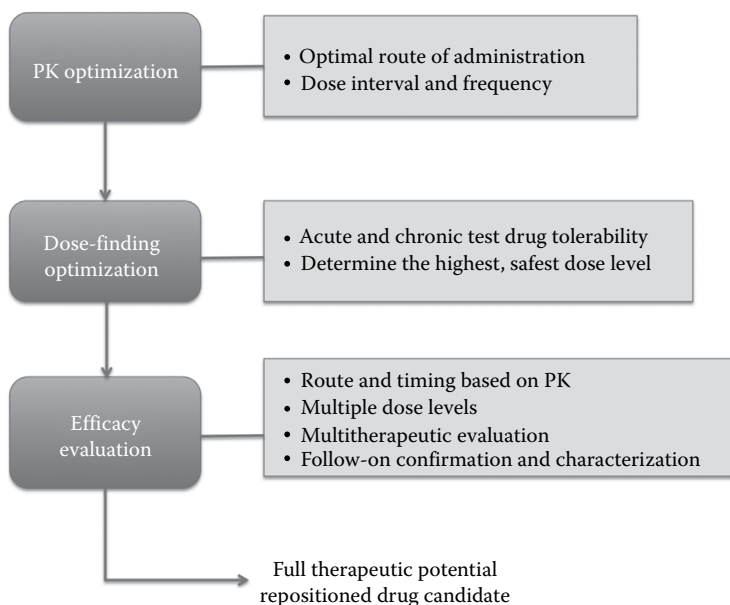 PK optimization
• Optimal route of administration
• Dose interval and frequency
Dose-finding
optimization
• Acute and chronic test drug tolerability
• Determine the highest, safest dose level
Efficacy
evaluation
• Route and timing based on PK
• Multiple dose levels
• Multitherapeutic evaluation
• Follow-on confirmation and characterization
Full therapeutic potential
repositioned drug candidate